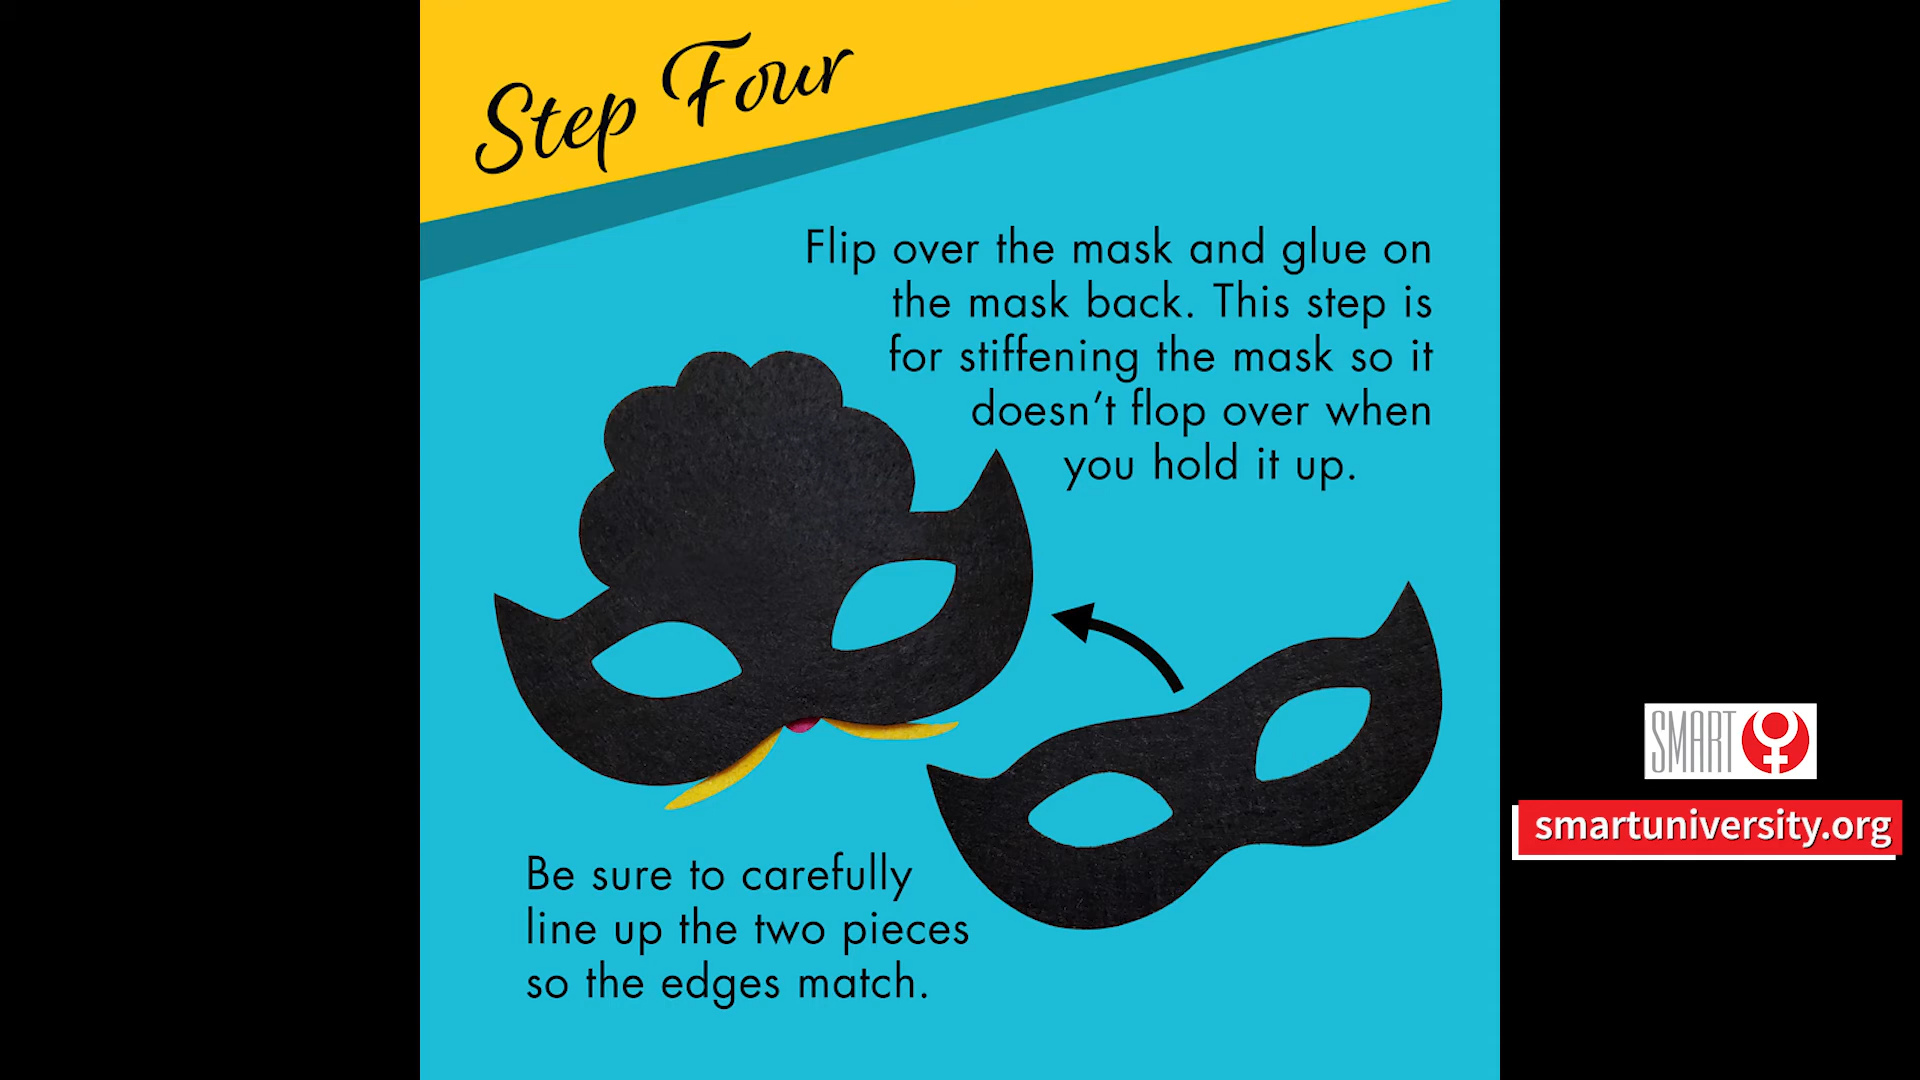 Step Four
Flip over the mask and glue on
the mask back. This step is
for stiffening the mask so it
doesn't flop over when
you hold it up.
Be sure to carefully
line up the two pieces
so the edges match.
SMART
smartuniversity.org